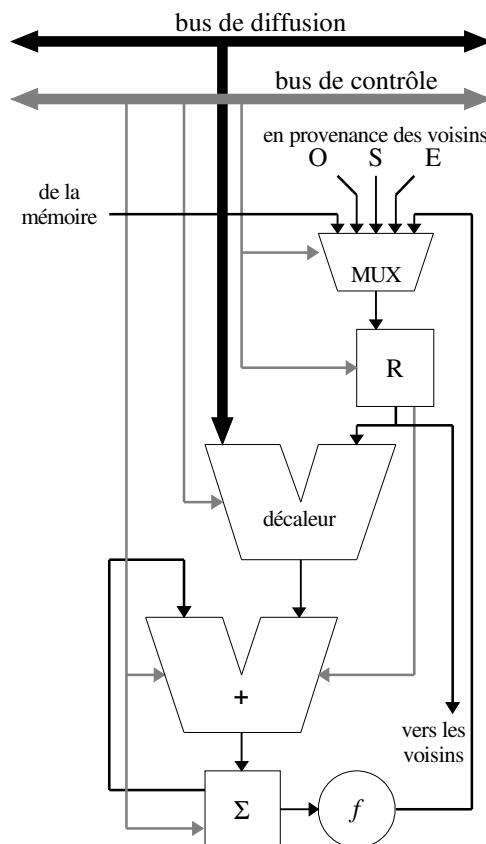 bus de diffusion
bus de contrôle
en provenance des voisins
O S E
de la
mémoire
MUX
R
décaleur
+
vers les
voisins
Σ
f